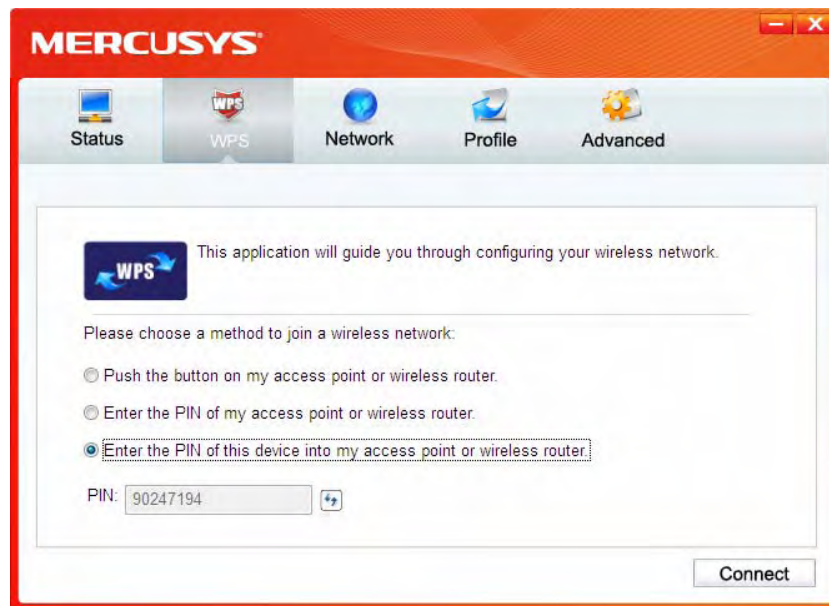 MERCUSYS®
Status
WPS
WPS
Network
Profile
Advanced
WPS
This application will guide you through configuring your wireless network.
Please choose a method to join a wireless network:
Push the button on my access point or wireless router.
Enter the PIN of my access point or wireless router.
Enter the PIN of this device into my access point or wireless router.
PIN: 90247194
Connect